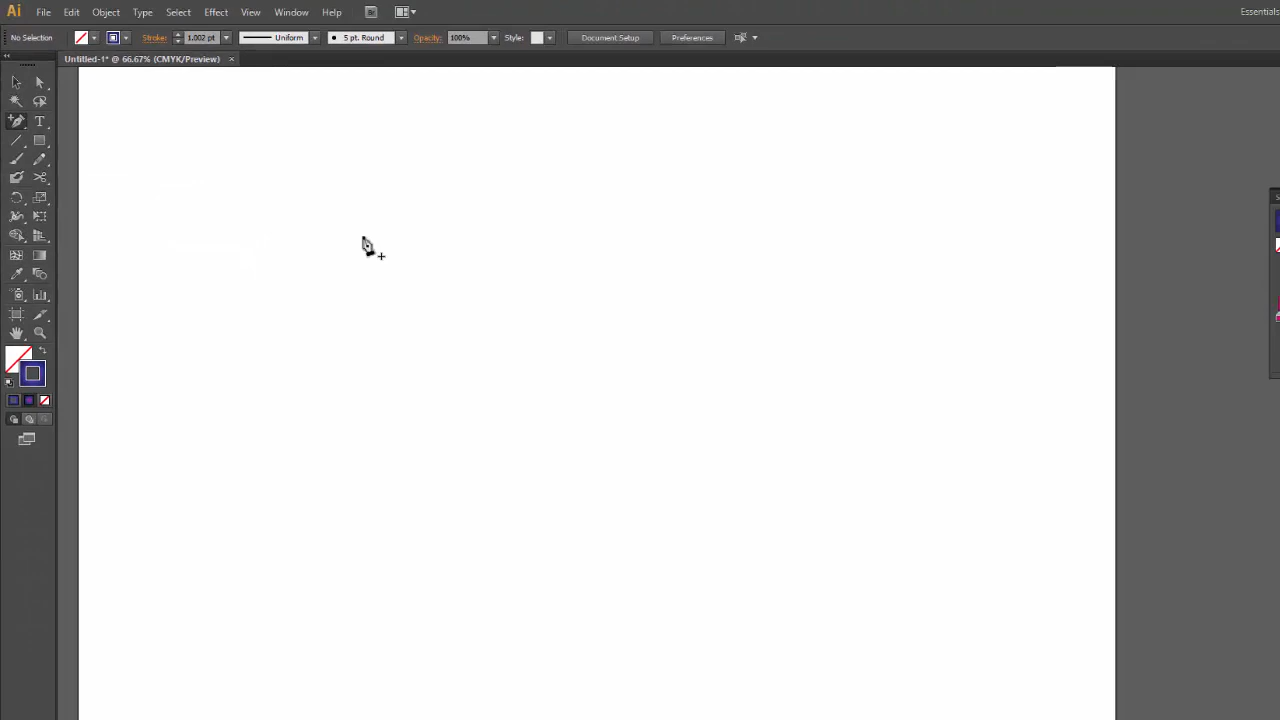 Ai File Edit Object Type Select Effect View Window Help Br Essentials
No Selection Stroke: 1.002 pt Uniform 5 pt. Round Opacity: 100% Style: Document Setup Preferences
Untitled-1* @ 66.67% (CMYK/Preview) ×
T